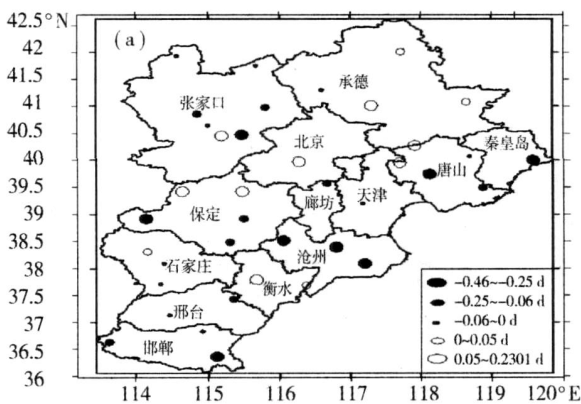 42.5°N
42
41.5
41
40.5
40
39.5
39
38.5
38
37.5
37
36.5
36
(a)
承德
张家口
北京
秦皇岛
唐山
廊坊
天津
保定
沧州
石家庄
衡水
邢台
邯郸
-0.46~-0.25 d
-0.25~-0.06 d
-0.06~0 d
0~0.05 d
0.05~0.2301 d
114 115 116 117 118 119 120°E